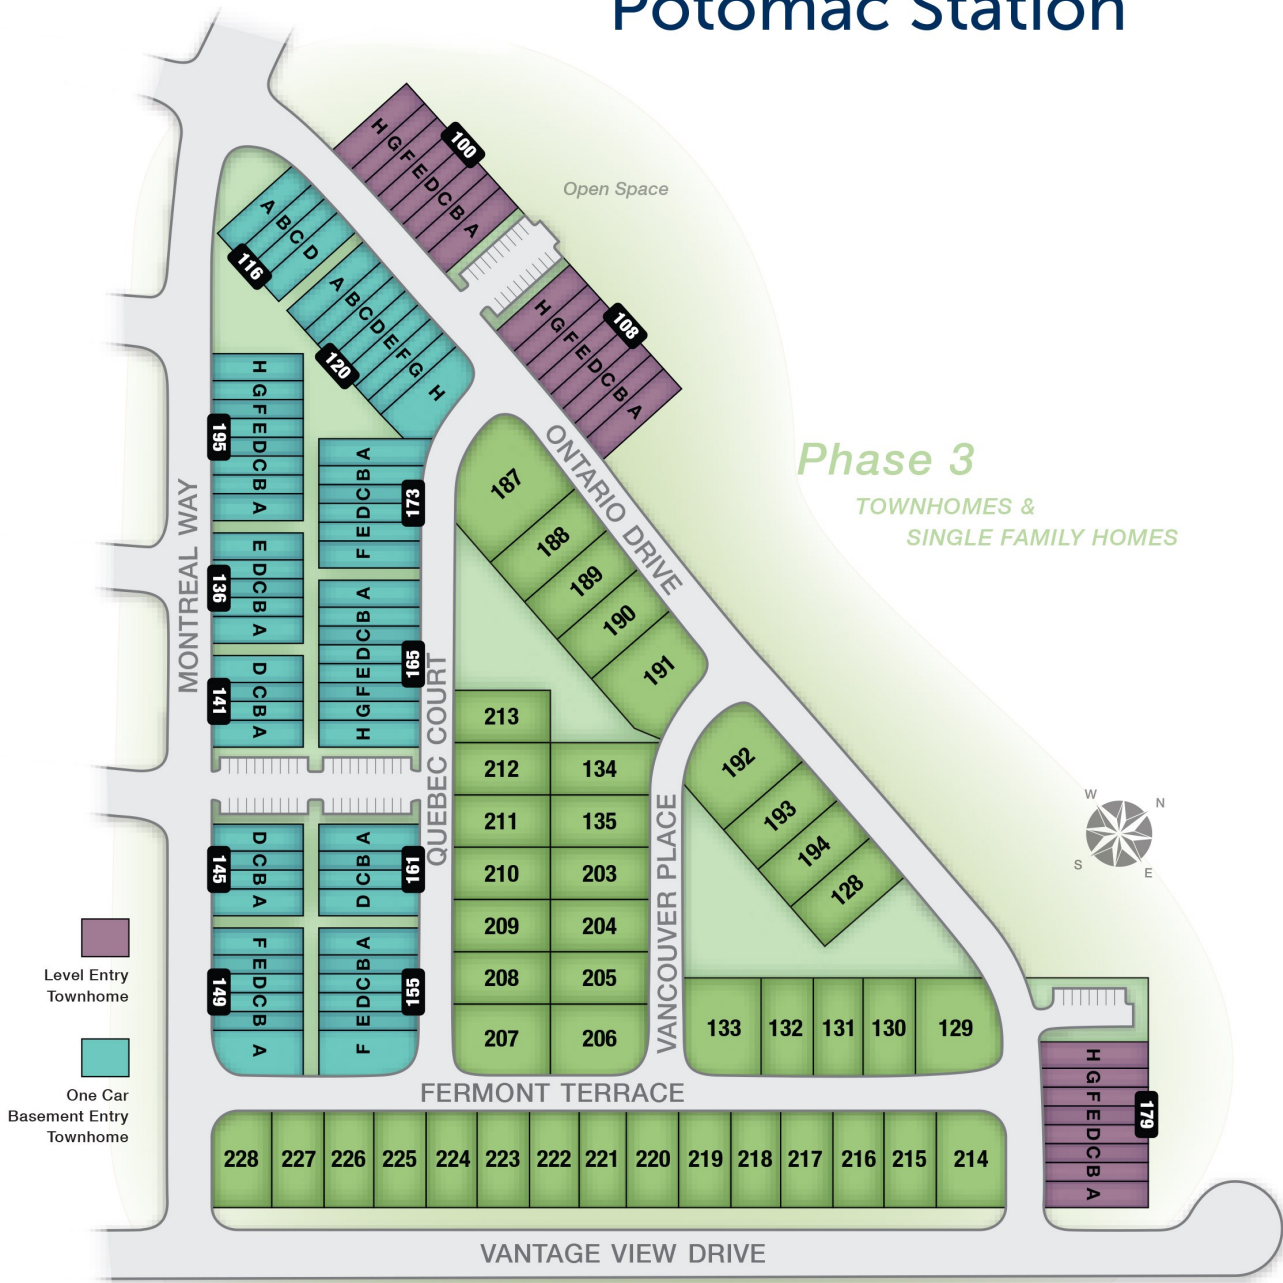 Potomac Station
Open Space
Phase 3
TOWNHOMES &
SINGLE FAMILY HOMES
100
H G F E D C B A
108
H G F E D C B A
116
A B C D
120
A B C D E F G H
195
H G F E D C B A
136
E D C B A
141
D C B A
173
A B C D E F
165
A B C D E F G H
145
D C B A
161
A B C D
149
F E D C B A
155
A B C D E F
179
H G F E D C B A
MONTREAL WAY
QUEBEC COURT
ONTARIO DRIVE
VANCOUVER PLACE
FERMONT TERRACE
VANTAGE VIEW DRIVE
187
188
189
190
191
213
212 134
211 135
210 203
209 204
208 205
207 206
192
193
194
128
133 132 131 130 129
228 227 226 225 224 223 222 221 220 219 218 217 216 215 214
W N
S E
Level Entry
Townhome
One Car
Basement Entry
Townhome